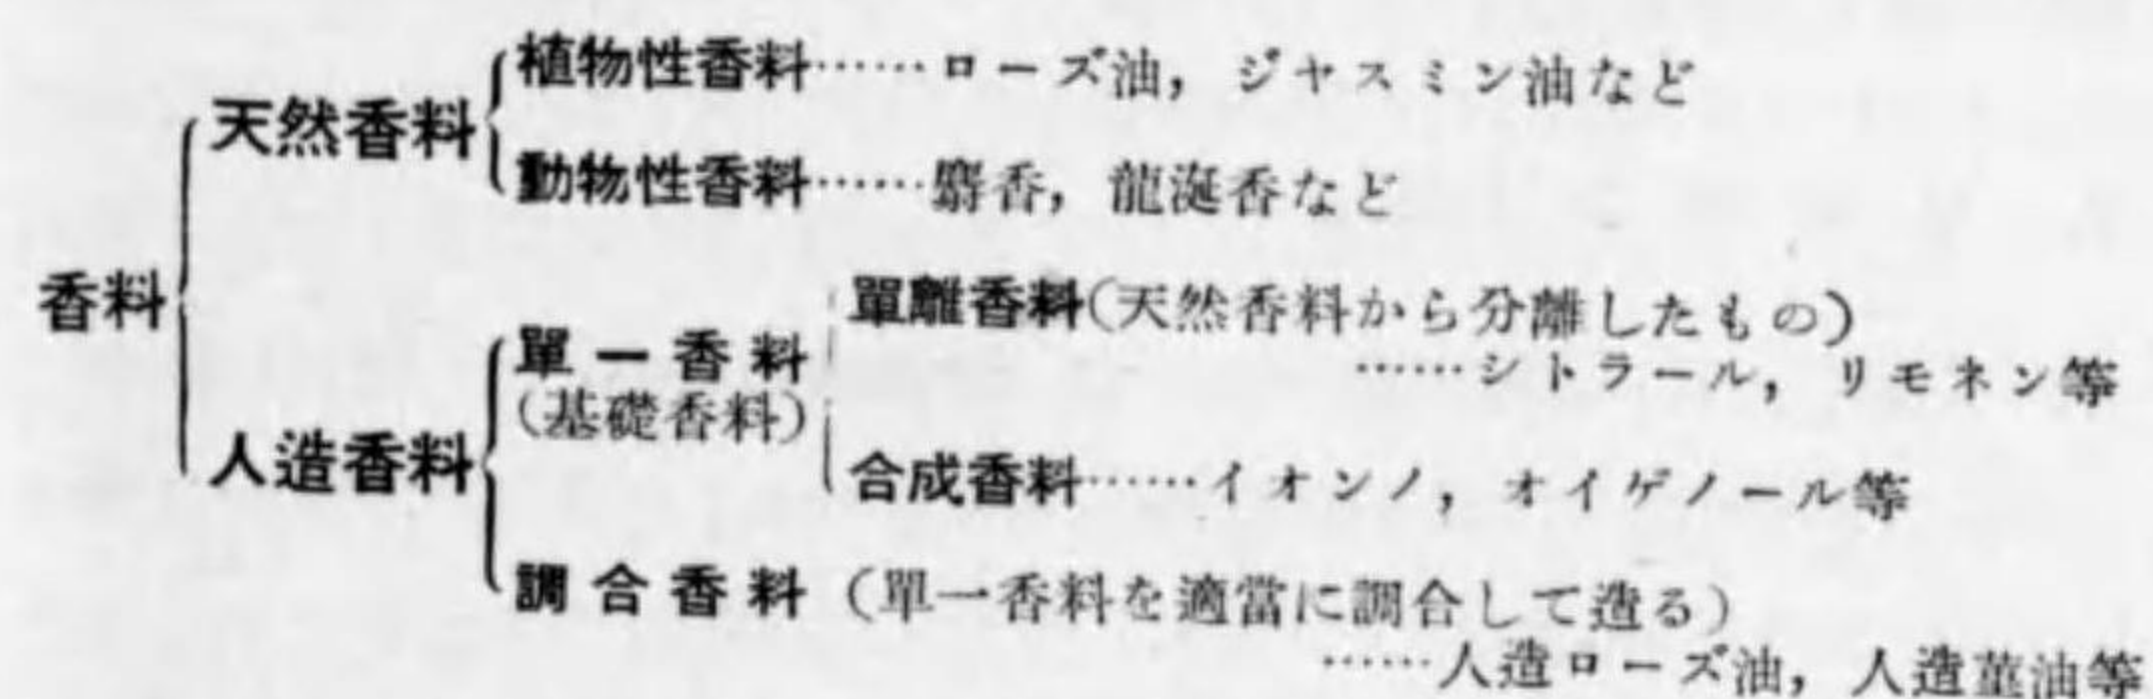 植物性香料……ローズ油，ジャスミン油など
天然香料
動物性香料……麝香，龍涎香など
香料
單離香料(天然香料から分離したもの)
單一香料
……シトラール，リモネン等
(基礎香料)
人造香料
合成香料……イオンノ，オイゲノール等
調合香料 (單一香料を適當に調合して造る)
……人造ローズ油，人造菫油等